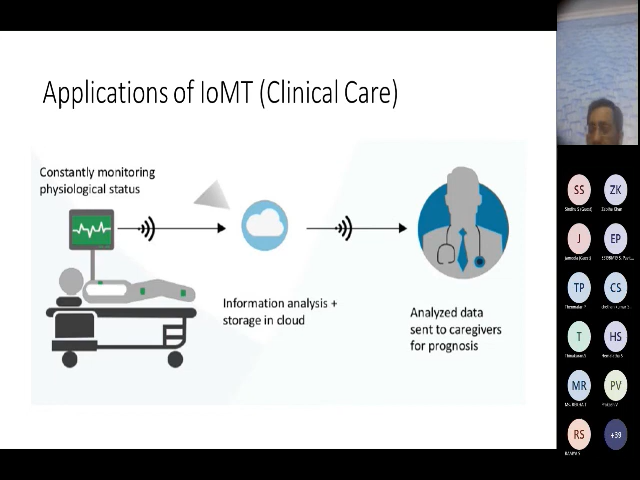 Applications of IoMT (Clinical Care)
Constantly monitoring
physiological status
Information analysis +
storage in cloud
Analyzed data
sent to caregivers
for prognosis
SS
ZK
J
EP
TP
CS
T
HS
MR
PV
RS
+39